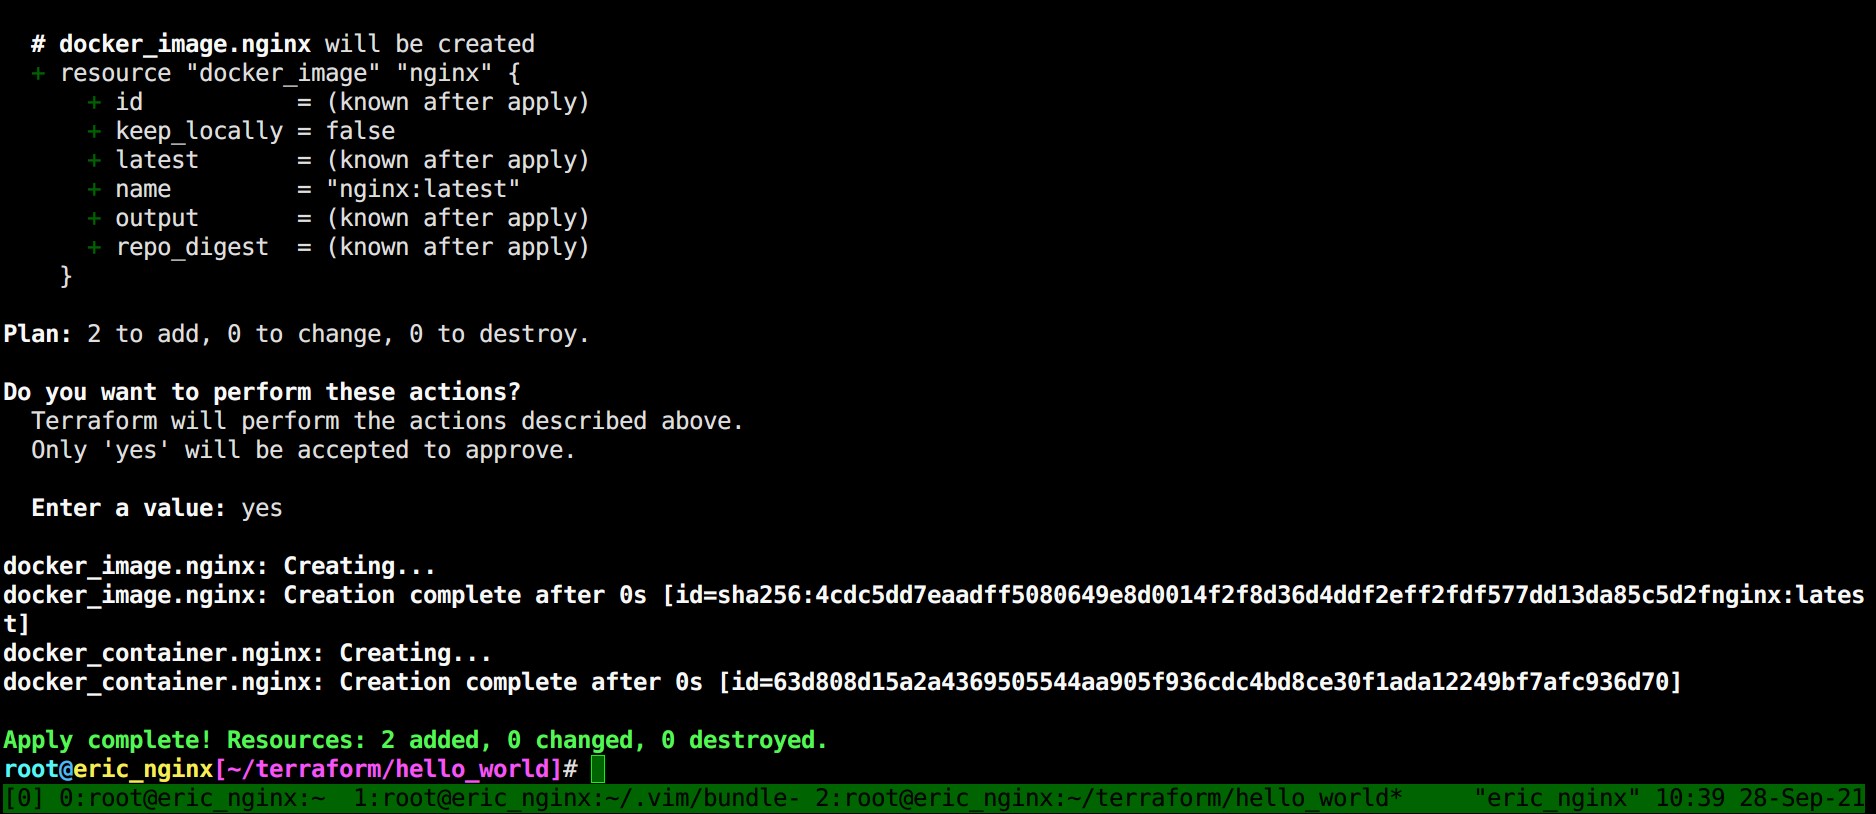 # docker_image.nginx will be created
+ resource "docker_image" "nginx" {
+ id = (known after apply)
+ keep_locally = false
+ latest = (known after apply)
+ name = "nginx:latest"
+ output = (known after apply)
+ repo_digest = (known after apply)
}
Plan: 2 to add, 0 to change, 0 to destroy.
Do you want to perform these actions?
Terraform will perform the actions described above.
Only 'yes' will be accepted to approve.
Enter a value: yes
docker_image.nginx: Creating...
docker_image.nginx: Creation complete after 0s [id=sha256:4cdc5dd7eaadff5080649e8d0014f2f8d36d4ddf2eff2fdf577dd13da85c5d2fnginx:lates
t]
docker_container.nginx: Creating...
docker_container.nginx: Creation complete after 0s [id=63d808d15a2a4369505544aa905f936cdc4bd8ce30f1ada12249bf7afc936d70]
Apply complete! Resources: 2 added, 0 changed, 0 destroyed.
root@eric_nginx[~/terraform/hello_world]#
[0] 0:root@eric_nginx:~ 1:root@eric_nginx:~/.vim/bundle- 2:root@eric_nginx:~/terraform/hello_world* "eric_nginx" 10:39 28-Sep-21